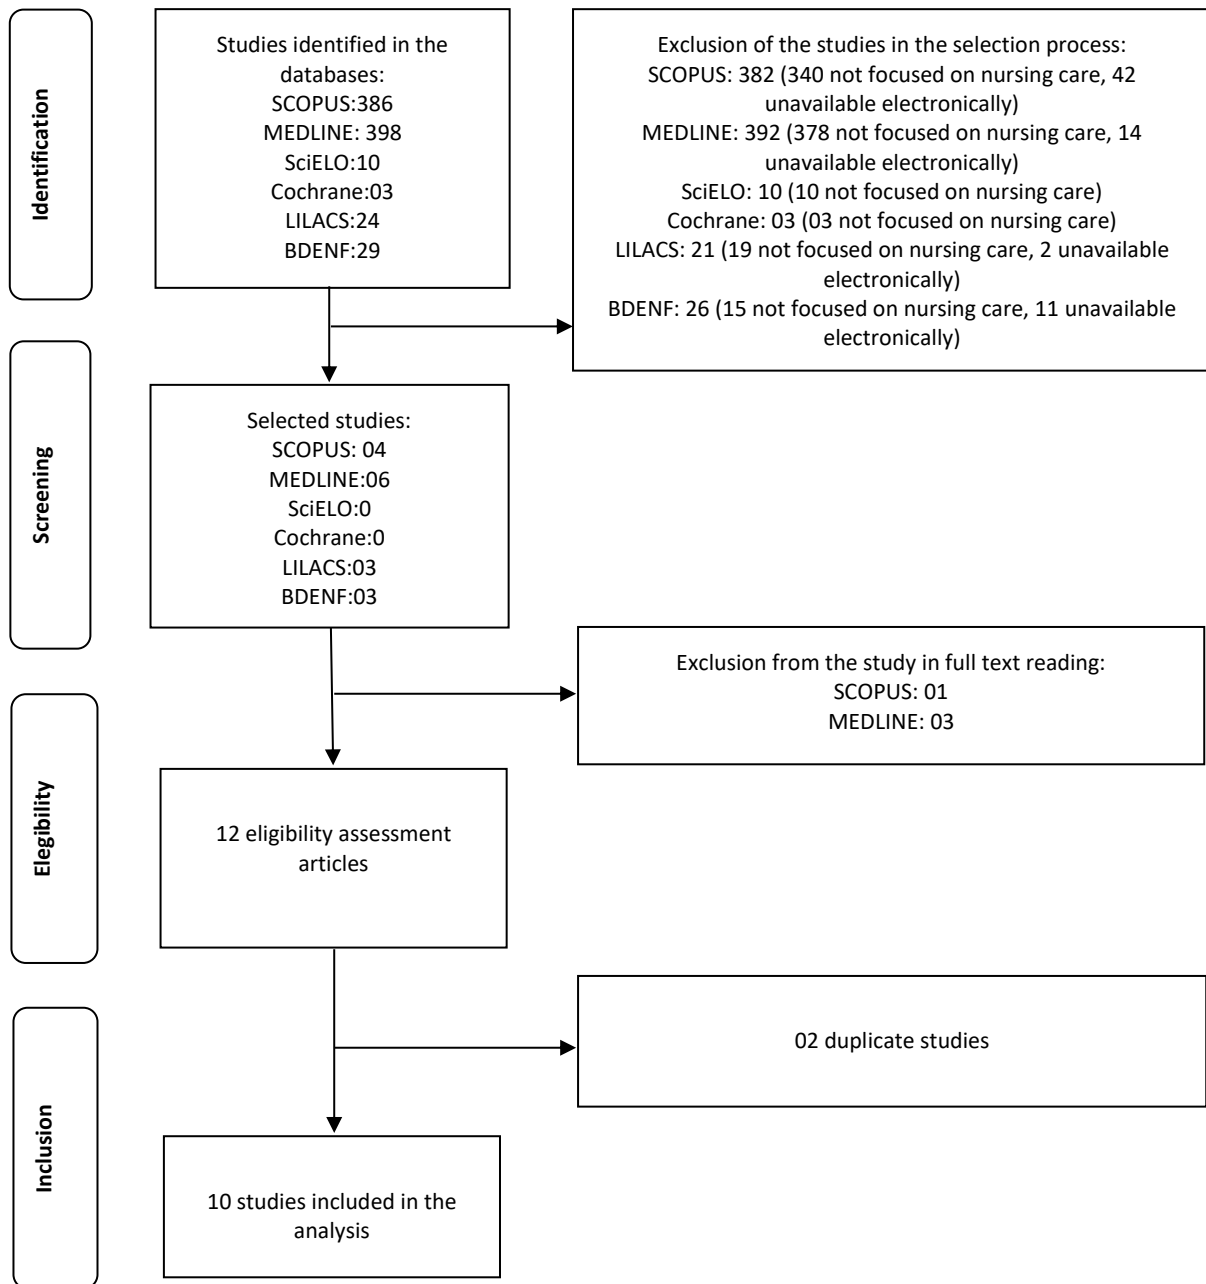 Identification
Studies identified in the
databases:
SCOPUS:386
MEDLINE: 398
SciELO:10
Cochrane:03
LILACS:24
BDENF:29
Exclusion of the studies in the selection process:
SCOPUS: 382 (340 not focused on nursing care, 42
unavailable electronically)
MEDLINE: 392 (378 not focused on nursing care, 14
unavailable electronically)
SciELO: 10 (10 not focused on nursing care)
Cochrane: 03 (03 not focused on nursing care)
LILACS: 21 (19 not focused on nursing care, 2 unavailable
electronically)
BDENF: 26 (15 not focused on nursing care, 11 unavailable
electronically)
Screening
Selected studies:
SCOPUS: 04
MEDLINE:06
SciELO:0
Cochrane:0
LILACS:03
BDENF:03
Exclusion from the study in full text reading:
SCOPUS: 01
MEDLINE: 03
Elegibility
12 eligibility assessment
articles
02 duplicate studies
Inclusion
10 studies included in the
analysis